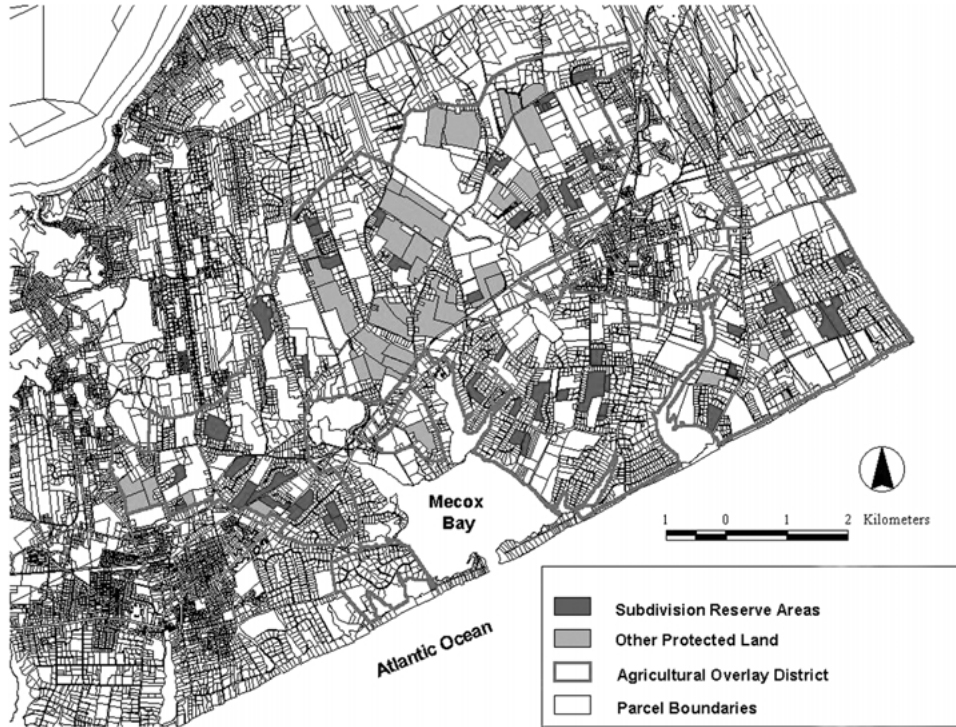 Mecox
Bay
Atlantic Ocean
1 0 1 2 Kilometers
Subdivision Reserve Areas
Other Protected Land
Agricultural Overlay District
Parcel Boundaries